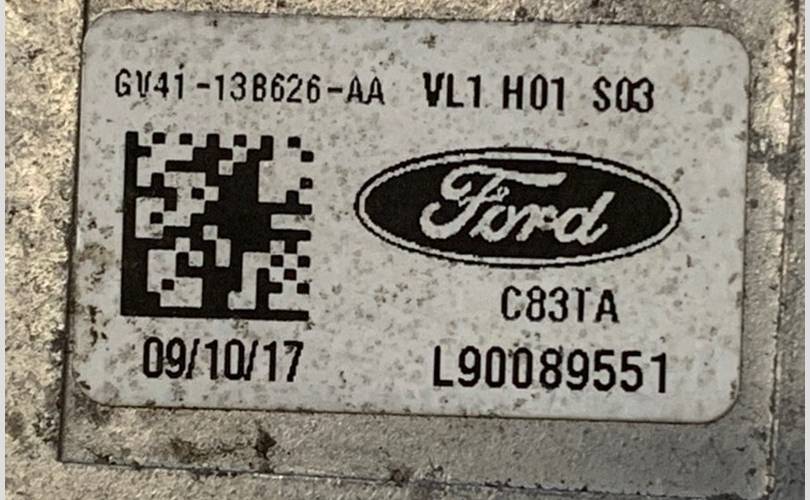 GV41-13B626-AA VL1 H01 S03
Ford
C83TA
09/10/17 L90089551